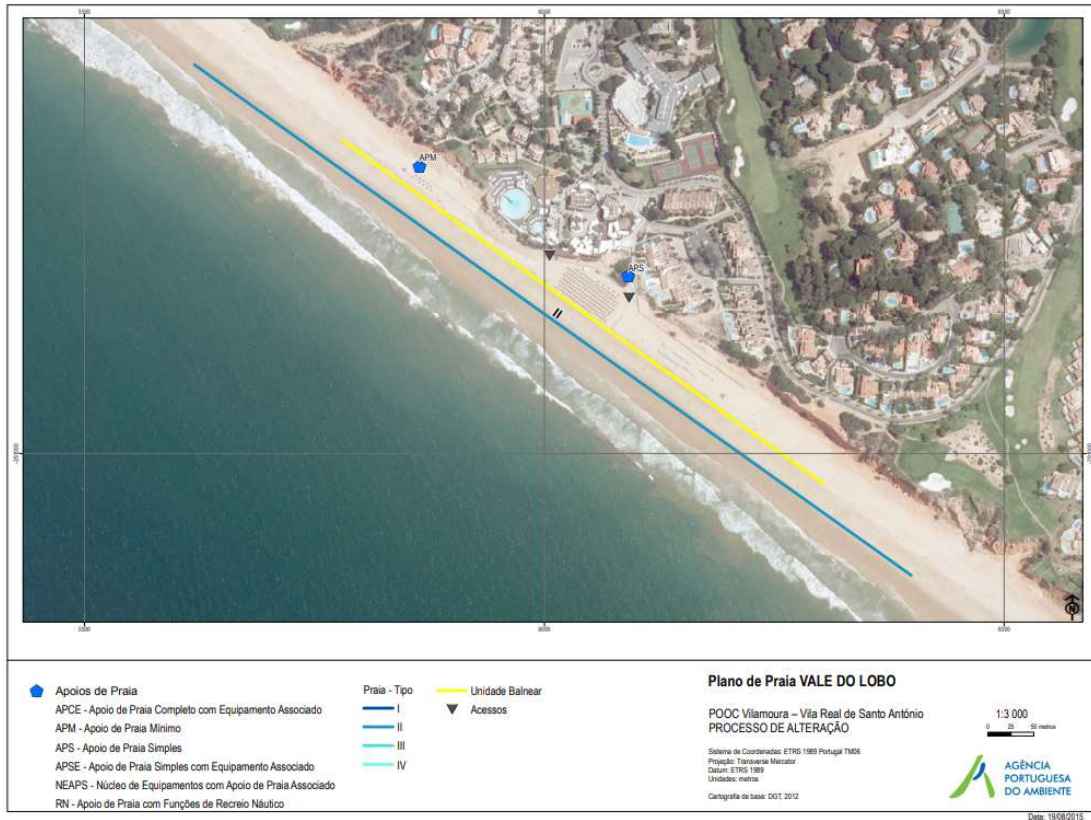 5500
6000
6500
APM
APS
II
N
Apoios de Praia
APCE - Apoio de Praia Completo com Equipamento Associado
APM - Apoio de Praia Mínimo
APS - Apoio de Praia Simples
APSE - Apoio de Praia Simples com Equipamento Associado
NEAPS - Núcleo de Equipamentos com Apoio de Praia Associado
RN - Apoio de Praia com Funções de Recreio Náutico
Praia - Tipo
I
II
III
IV
Unidade Balnear
Acessos
Plano de Praia VALE DO LOBO
POOC Vilamoura – Vila Real de Santo António
PROCESSO DE ALTERAÇÃO
Sistema de Coordenadas: ETRS 1989 Portugal TM06
Projeção: Transverse Mercator
Datum: ETRS 1989
Unidades: metros
Cartografia de base: DGT, 2012
1:3 000
0 25 50 metros
AGÊNCIA
PORTUGUESA
DO AMBIENTE
Data: 19/08/2015